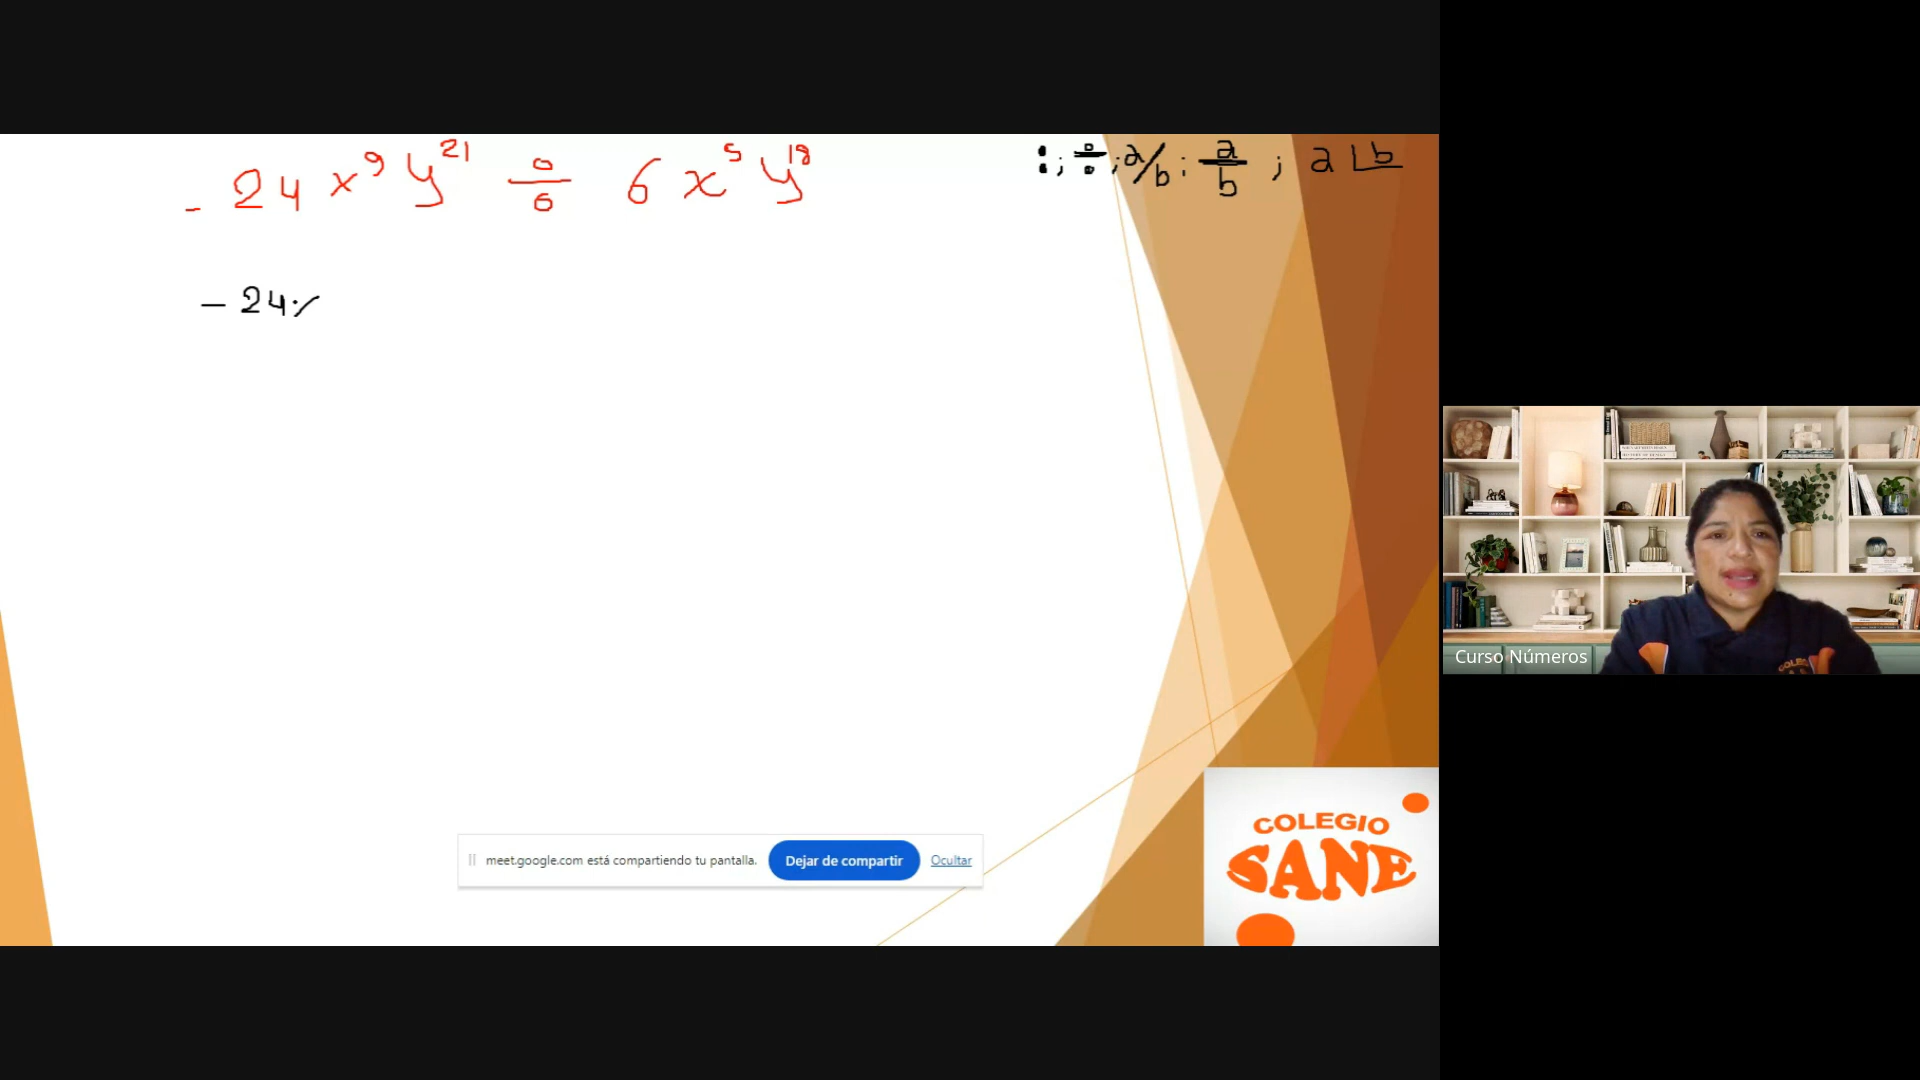 - 24 x⁹ y²¹ ÷ 6 x⁵ y¹⁸
: ; ÷ ; a/b ; a/b ; a ⌊b
- 24
meet.google.com está compartiendo tu pantalla. Dejar de compartir Ocultar
COLEGIO
SANE
Curso Números